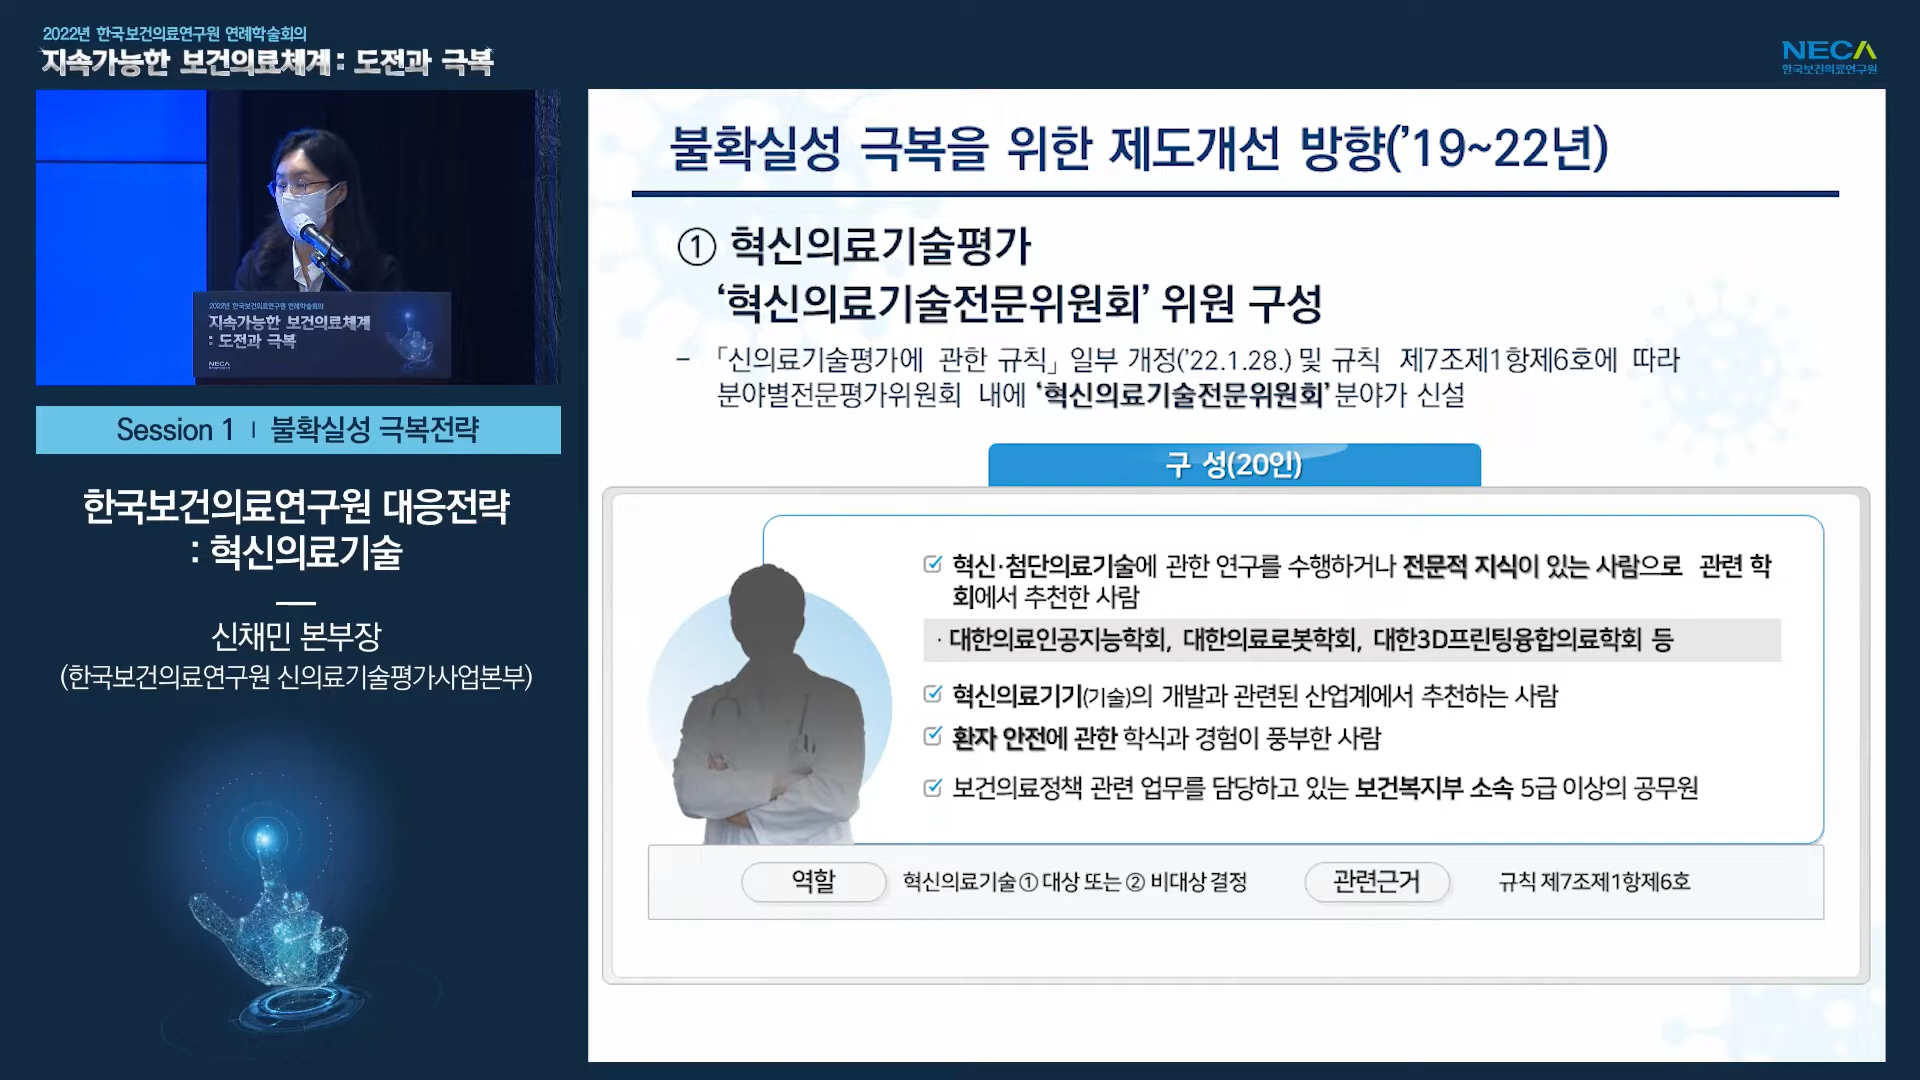 2022년 한국보건의료연구원 연례학술회의
지속가능한 보건의료체계 : 도전과 극복
NECA
한국보건의료연구원
2022년 한국보건의료연구원 연례학술회의
지속가능한 보건의료체계
: 도전과 극복
NECA
Session 1 | 불확실성 극복전략
한국보건의료연구원 대응전략
: 혁신의료기술
신채민 본부장
(한국보건의료연구원 신의료기술평가사업본부)
불확실성 극복을 위한 제도개선 방향(’19~22년)
① 혁신의료기술평가
‘혁신의료기술전문위원회’ 위원 구성
- 「신의료기술평가에 관한 규칙」 일부 개정(’22.1.28.) 및 규칙 제7조제1항제6호에 따라
분야별전문평가위원회 내에 ‘혁신의료기술전문위원회’ 분야가 신설
구 성(20인)
혁신·첨단의료기술에 관한 연구를 수행하거나 전문적 지식이 있는 사람으로 관련 학
회에서 추천한 사람
· 대한의료인공지능학회, 대한의료로봇학회, 대한3D프린팅융합의료학회 등
혁신의료기기(기술)의 개발과 관련된 산업계에서 추천하는 사람
환자 안전에 관한 학식과 경험이 풍부한 사람
보건의료정책 관련 업무를 담당하고 있는 보건복지부 소속 5급 이상의 공무원
역할 혁신의료기술 ① 대상 또는 ② 비대상 결정 관련근거 규칙 제7조제1항제6호